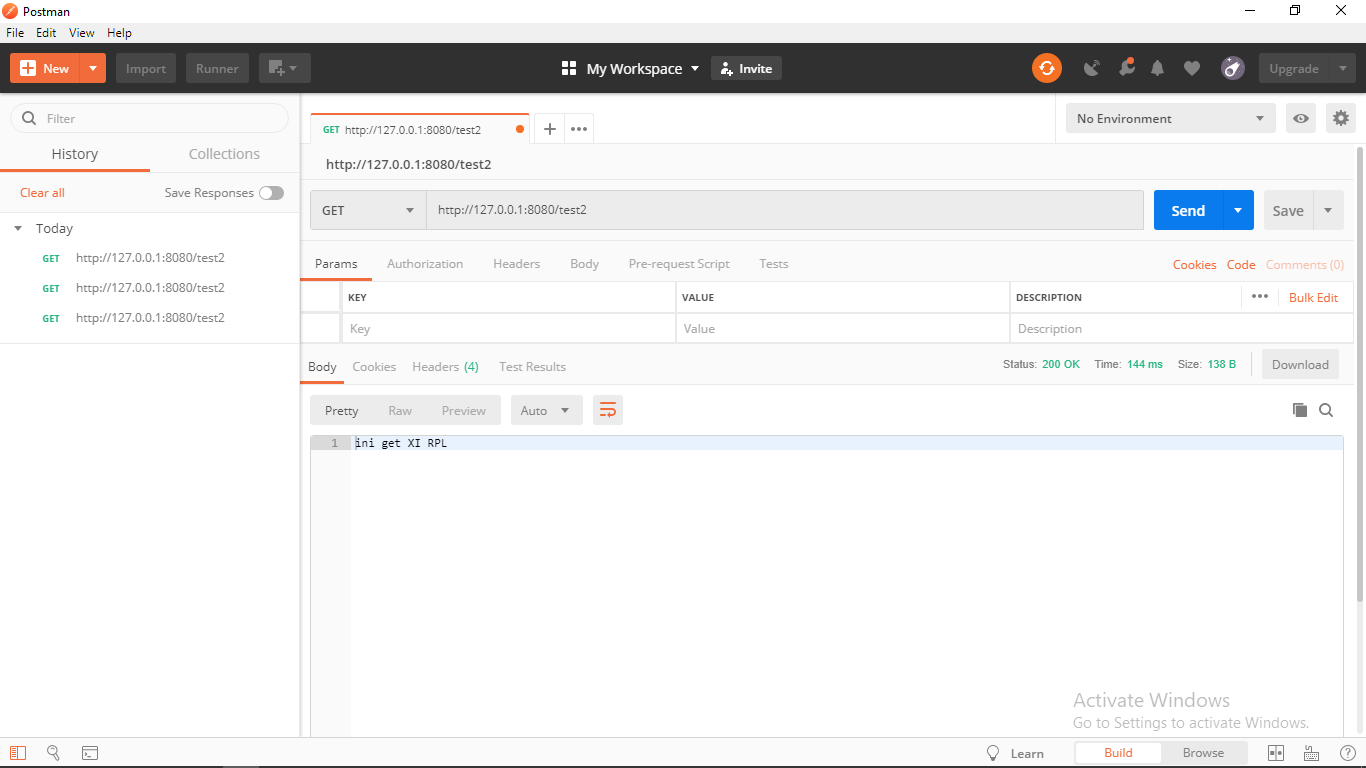 Postman
File Edit View Help
New Import Runner My Workspace Invite Upgrade
Filter
History Collections
Clear all Save Responses
Today
GET http://127.0.0.1:8080/test2
GET http://127.0.0.1:8080/test2
GET http://127.0.0.1:8080/test2
GET http://127.0.0.1:8080/test2
No Environment
http://127.0.0.1:8080/test2
GET http://127.0.0.1:8080/test2 Send Save
Params Authorization Headers Body Pre-request Script Tests Cookies Code Comments (0)
KEY VALUE DESCRIPTION Bulk Edit
Key Value Description
Body Cookies Headers (4) Test Results Status: 200 OK Time: 144 ms Size: 138 B Download
Pretty Raw Preview Auto
1 ini get XI RPL
Activate Windows
Go to Settings to activate Windows.
Learn Build Browse